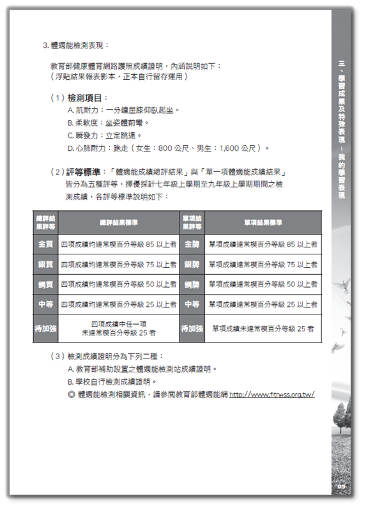 3. 體適能檢測表現：
教育部健康體育網路護照成績證明，內涵說明如下：
（浮貼結果報表影本，正本自行留存運用）
（1）檢測項目：
A. 肌耐力：一分鐘屈膝仰臥起坐。
B. 柔軟度：坐姿體前彎。
C. 瞬發力：立定跳遠。
D. 心肺耐力：跑走（女生：800 公尺、男生：1,600 公尺）。
（2）評等標準：「體適能成績總評結果」與「單一項體適能成績結果」
皆分為五種評等，擇優採計七年級上學期至九年級上學期期間之檢
測成績，各評等標準說明如下：
總評結果評等 總評結果標準 單項結果評等 單項結果標準
金質 四項成績均達常模百分等級 85 以上者 金牌 單項成績達常模百分等級 85 以上者
銀質 四項成績均達常模百分等級 75 以上者 銀牌 單項成績達常模百分等級 75 以上者
銅質 四項成績均達常模百分等級 50 以上者 銅牌 單項成績達常模百分等級 50 以上者
中等 四項成績均達常模百分等級 25 以上者 中等 單項成績達常模百分等級 25 以上者
待加強 四項成績中任一項未達常模百分等級 25 者 待加強 單項成績未達常模百分等級 25 者
（3）檢測成績證明分為下列二種：
A. 教育部補助設置之體適能檢測站成績證明。
B. 學校自行檢測成績證明。
◎ 體適能檢測相關資訊，請參閱教育部體適能網 http://www.fitness.org.tw/
三、學習成果及特殊表現－我的學習表現